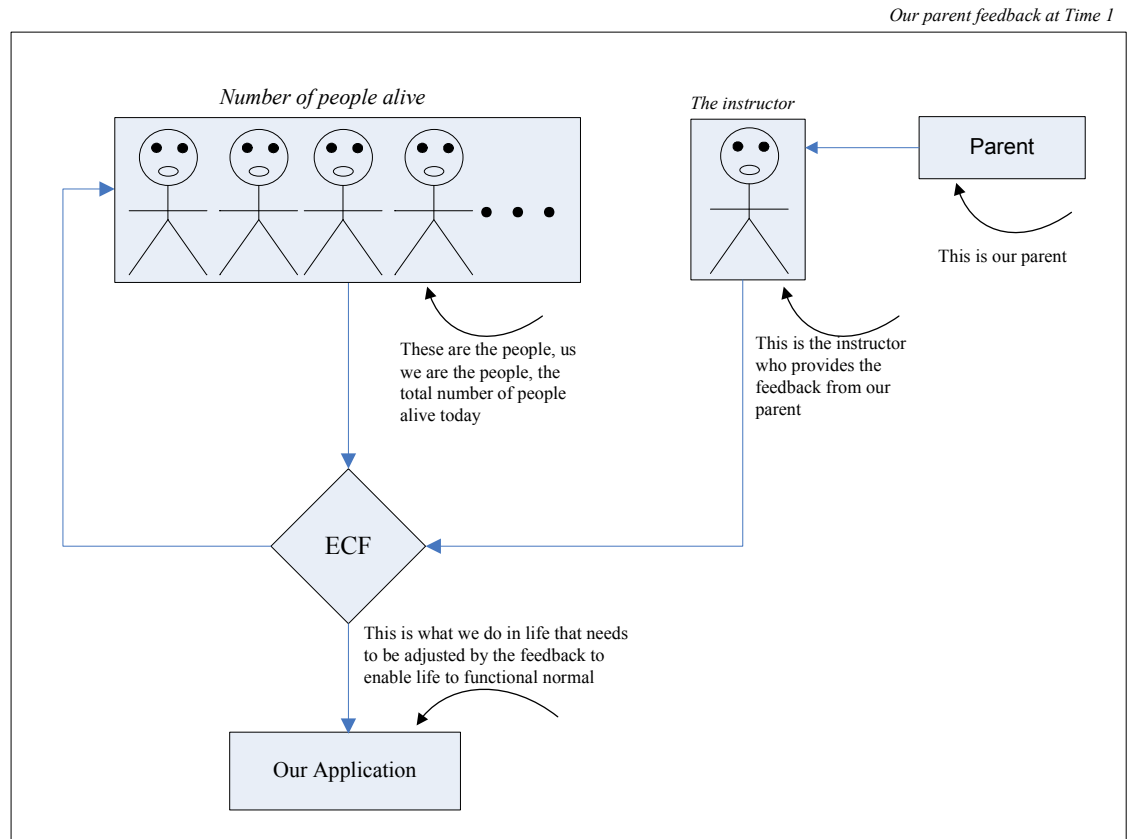 Our parent feedback at Time 1
Number of people alive
The instructor
Parent
This is our parent
These are the people, us
we are the people, the
total number of people
alive today
This is the instructor
who provides the
feedback from our
parent
ECF
This is what we do in life that needs
to be adjusted by the feedback to
enable life to functional normal
Our Application